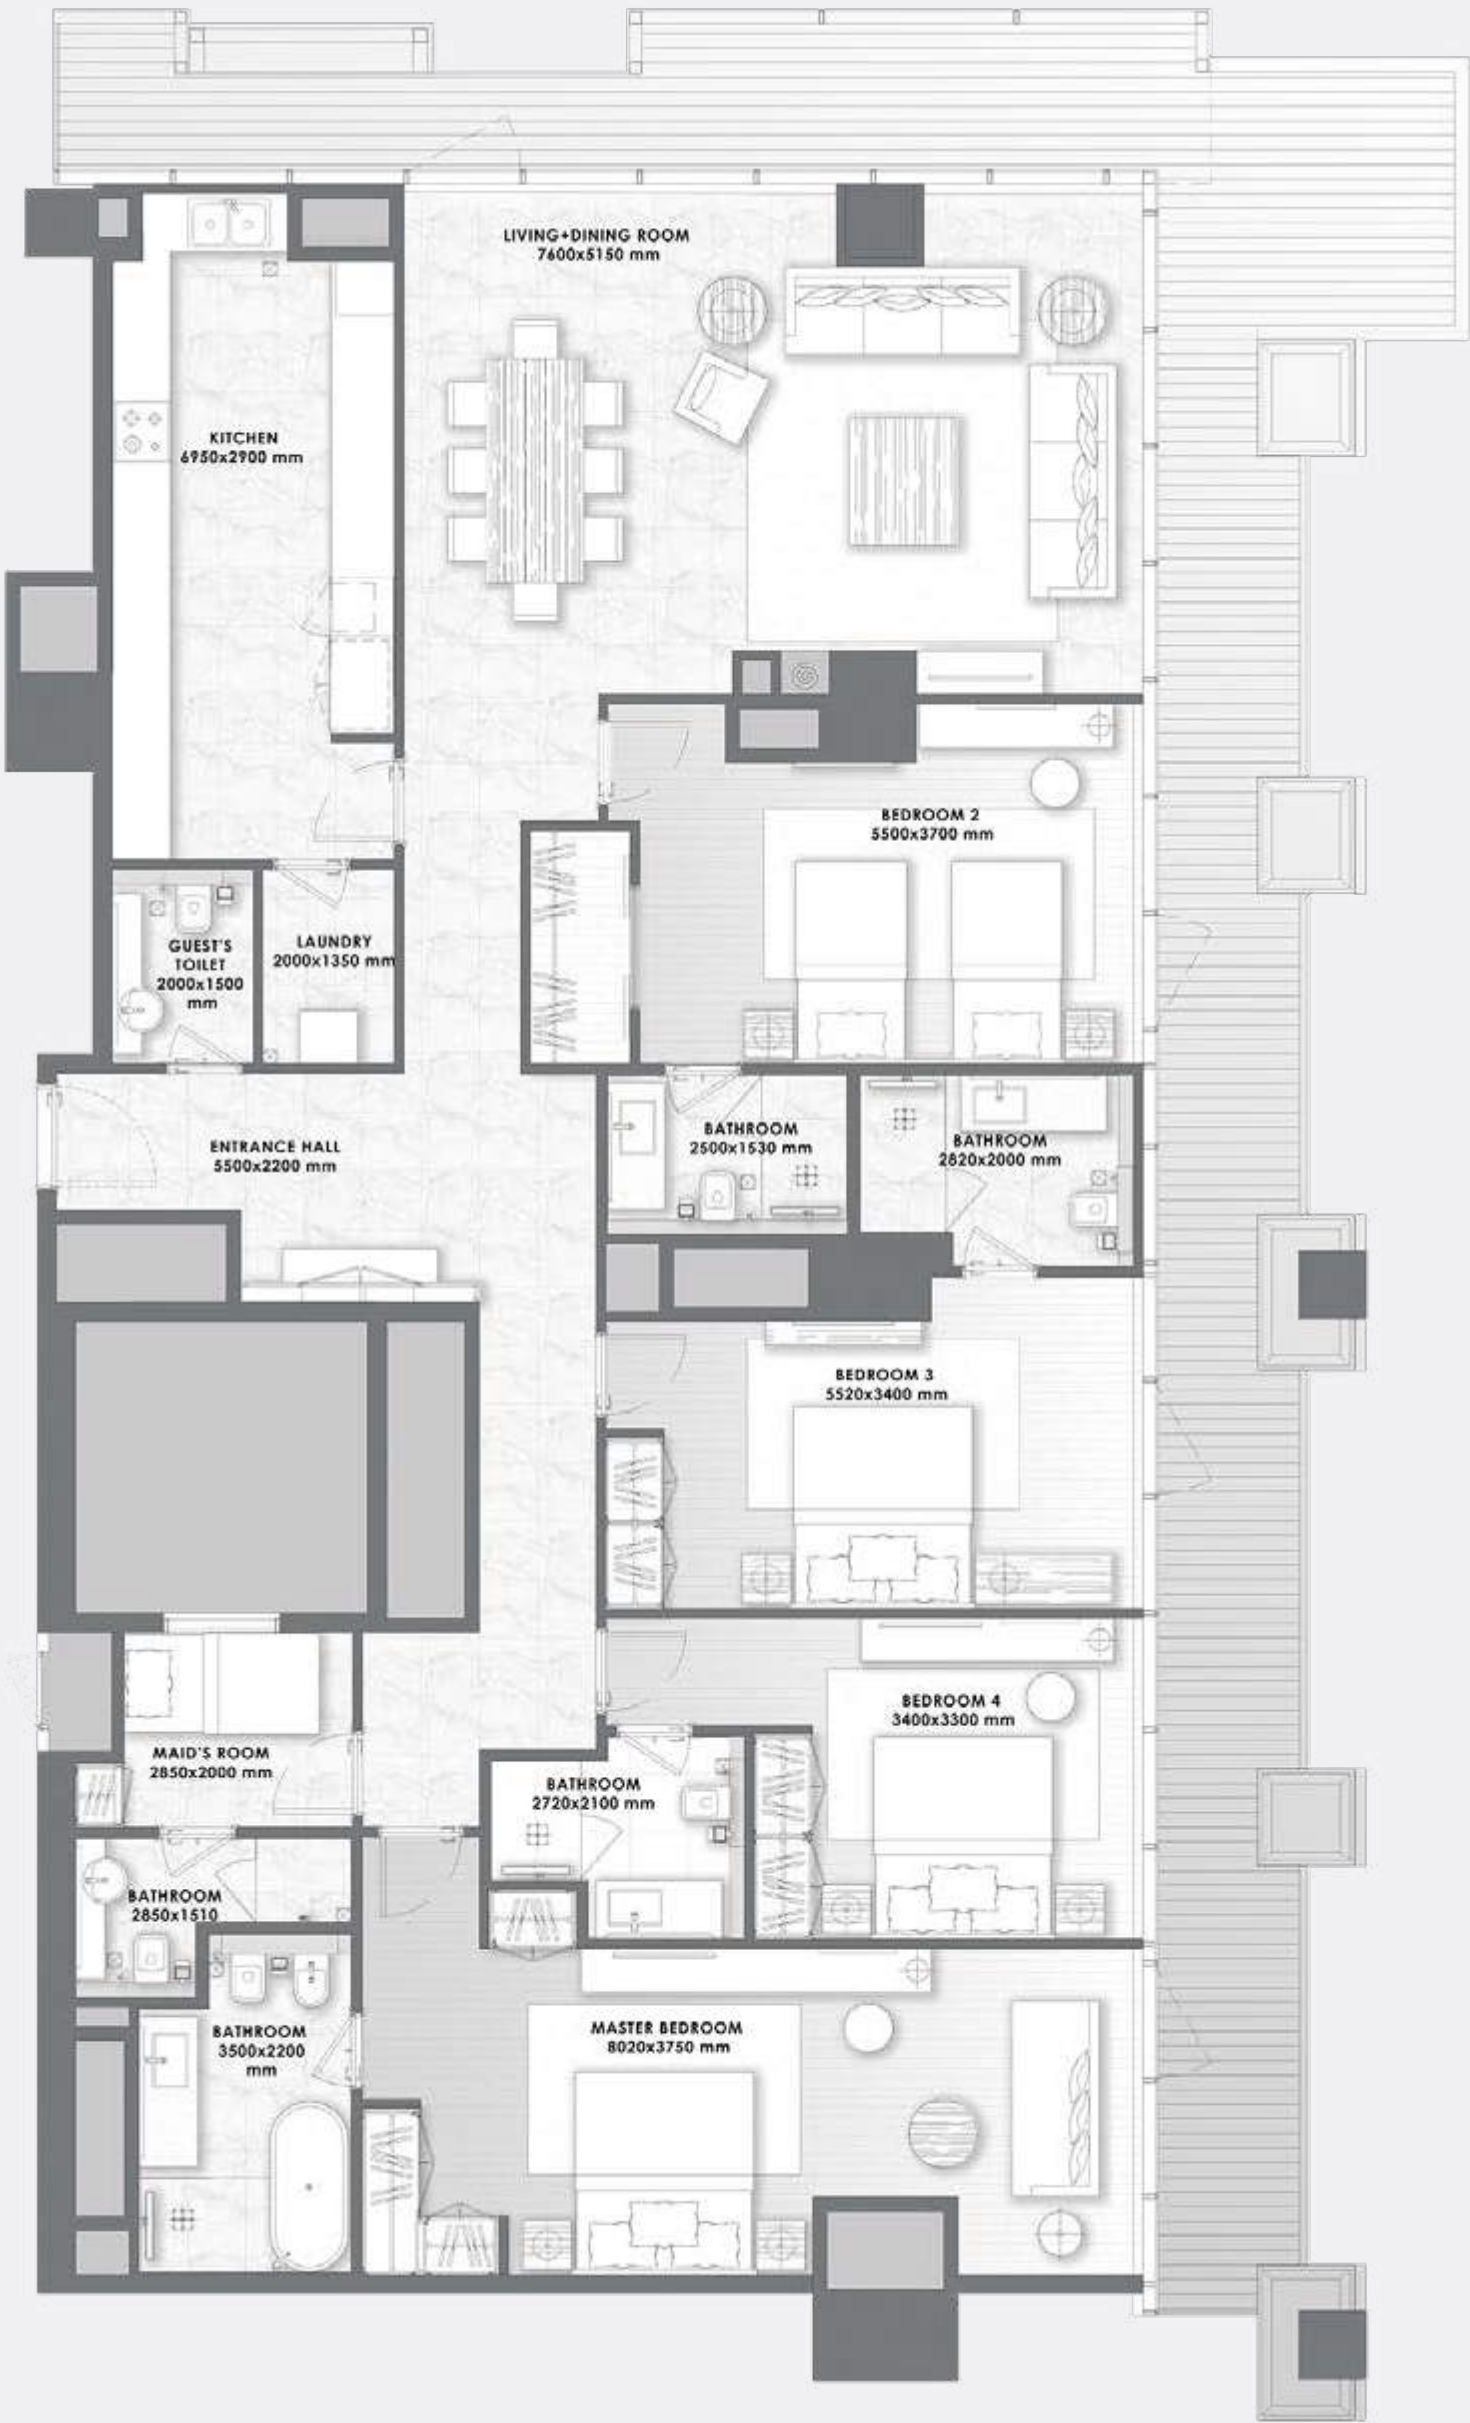 LIVING+DINING ROOM
7600x5150 mm
KITCHEN
6950x2900 mm
BEDROOM 2
5500x3700 mm
GUEST'S
TOILET
2000x1500
mm
LAUNDRY
2000x1350 mm
ENTRANCE HALL
5500x2200 mm
BATHROOM
2500x1530 mm
BATHROOM
2820x2000 mm
BEDROOM 3
5520x3400 mm
BEDROOM 4
3400x3300 mm
MAID'S ROOM
2850x2000 mm
BATHROOM
2720x2100 mm
BATHROOM
2850x1510
BATHROOM
3500x2200
mm
MASTER BEDROOM
8020x3750 mm